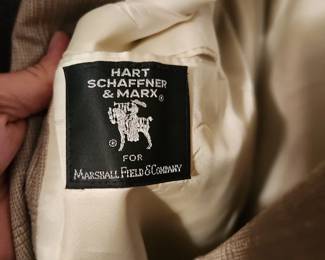 HART
SCHAFFNER
& MARX®
®
FOR
MARSHALL FIELD & COMPANY